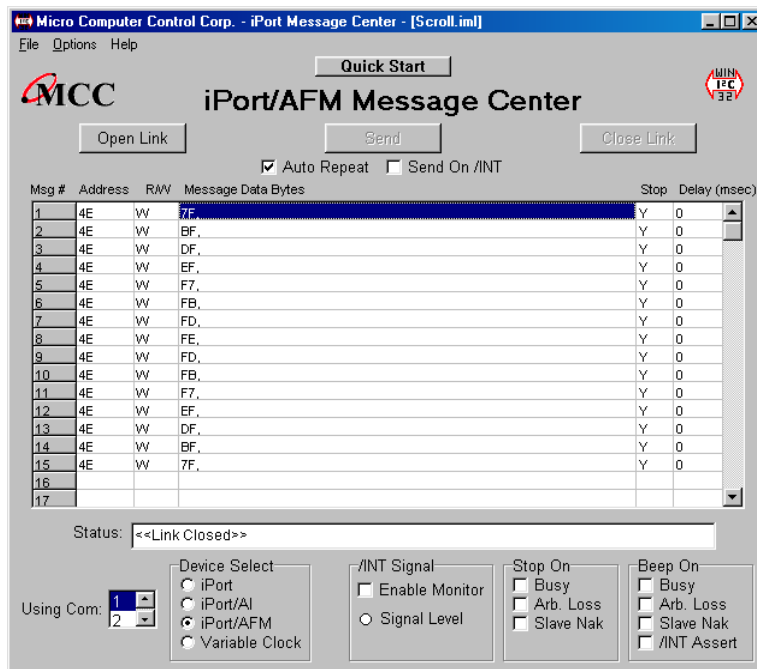 Micro Computer Control Corp. - iPort Message Center - [Scroll.iml]
File Options Help
Quick Start
MCC
iPort/AFM Message Center
WIN
I²C
32
Open Link Send Close Link
Auto Repeat Send On /INT
Msg # Address R/W Message Data Bytes Stop Delay (msec)
1 4E W 7F, Y 0
2 4E W BF, Y 0
3 4E W DF, Y 0
4 4E W EF, Y 0
5 4E W F7, Y 0
6 4E W FB, Y 0
7 4E W FD, Y 0
8 4E W FE, Y 0
9 4E W FD, Y 0
10 4E W FB, Y 0
11 4E W F7, Y 0
12 4E W EF, Y 0
13 4E W DF, Y 0
14 4E W BF, Y 0
15 4E W 7F, Y 0
16
17
Status: <<Link Closed>>
Using Com: 1
2
Device Select
iPort
iPort/AI
iPort/AFM
Variable Clock
/INT Signal
Enable Monitor
Signal Level
Stop On
Busy
Arb. Loss
Slave Nak
Beep On
Busy
Arb. Loss
Slave Nak
/INT Assert